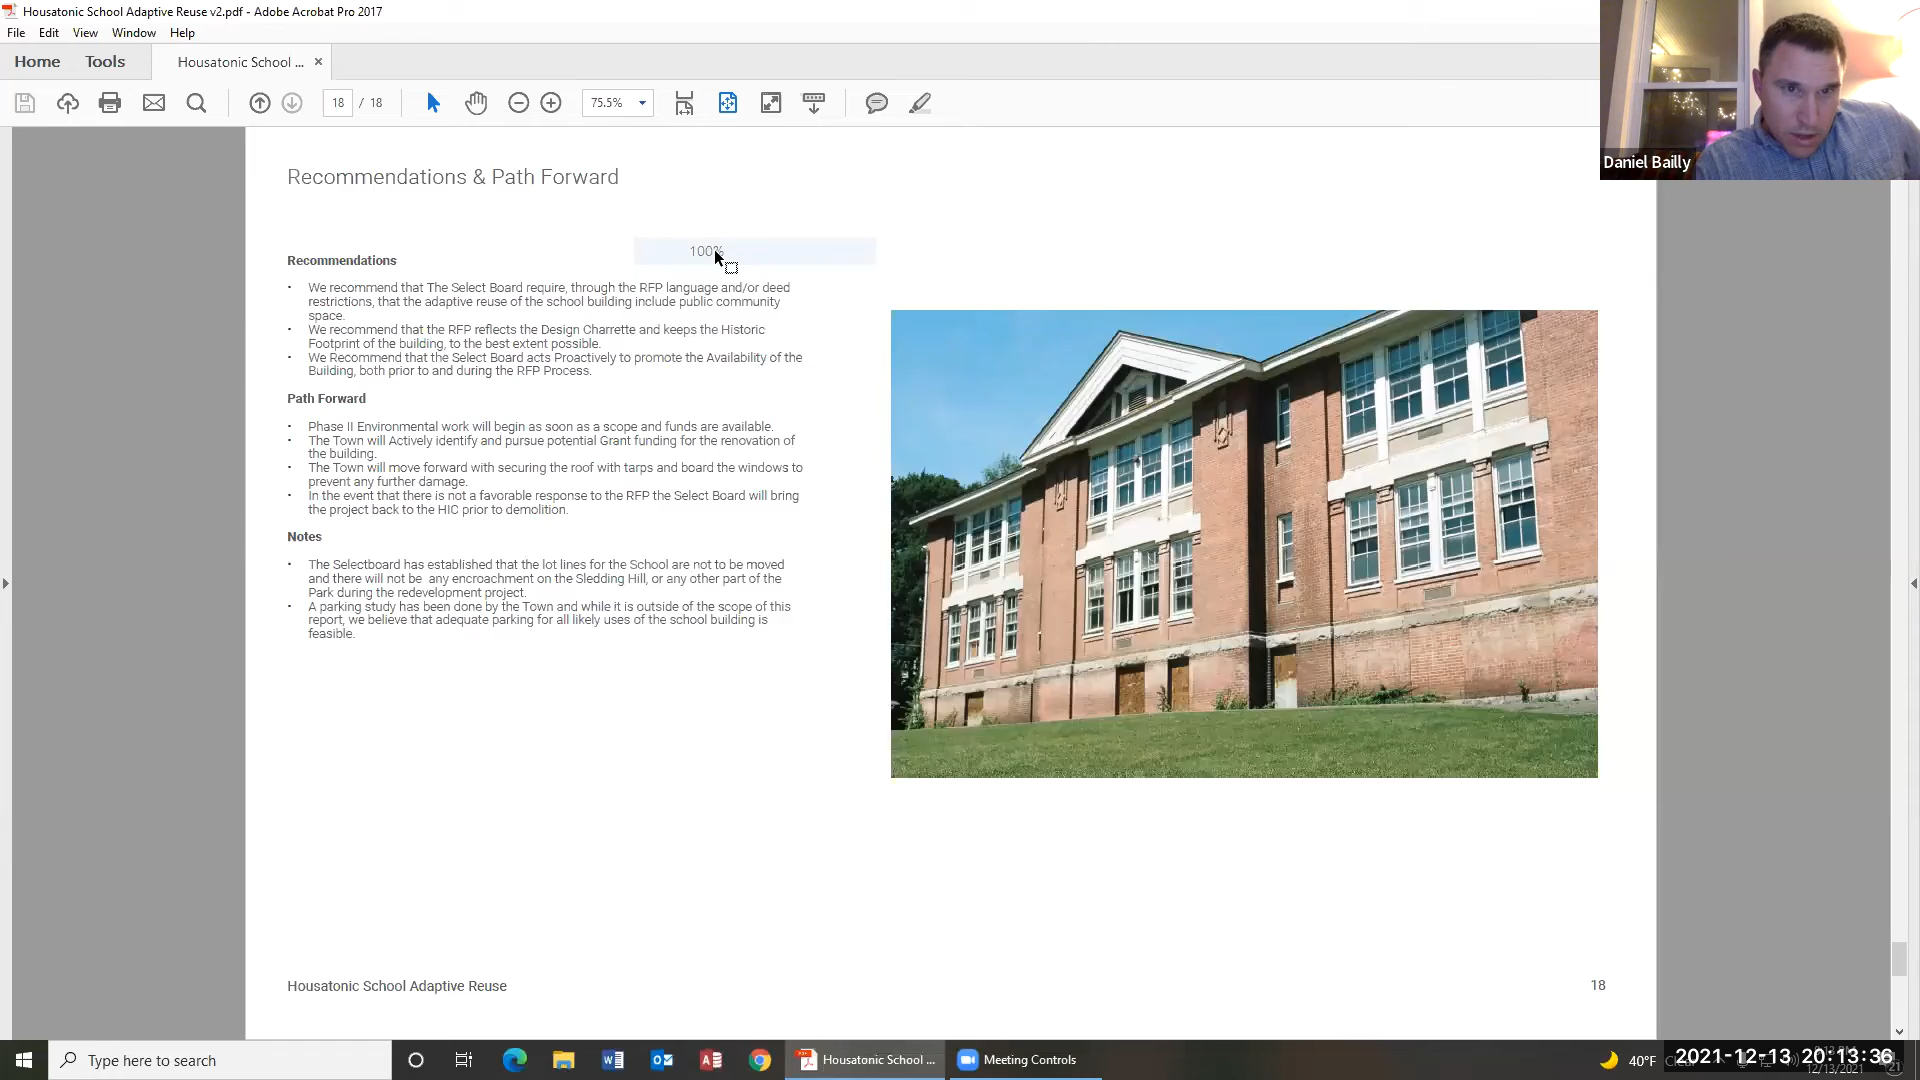 Housatonic School Adaptive Reuse v2.pdf - Adobe Acrobat Pro 2017
File Edit View Window Help
Home Tools Housatonic School ... ×
18 / 18 75.5%
Daniel Bailly
Recommendations & Path Forward
100%
Recommendations
• We recommend that The Select Board require, through the RFP language and/or deed
restrictions, that the adaptive reuse of the school building include public community
space.
• We recommend that the RFP reflects the Design Charrette and keeps the Historic
Footprint of the building, to the best extent possible.
• We Recommend that the Select Board acts Proactively to promote the Availability of the
Building, both prior to and during the RFP Process.
Path Forward
• Phase II Environmental work will begin as soon as a scope and funds are available.
• The Town will Actively identify and pursue potential Grant funding for the renovation of
the building.
• The Town will move forward with securing the roof with tarps and board the windows to
prevent any further damage.
• In the event that there is not a favorable response to the RFP the Select Board will bring
the project back to the HIC prior to demolition.
Notes
• The Selectboard has established that the lot lines for the School are not to be moved
and there will not be any encroachment on the Sledding Hill, or any other part of the
Park during the redevelopment project.
• A parking study has been done by the Town and while it is outside of the scope of this
report, we believe that adequate parking for all likely uses of the school building is
feasible.
Housatonic School Adaptive Reuse 18
Type here to search
Housatonic School ...
Meeting Controls
40°F Clear
2021-12-13 20:13:36
12/13/2021